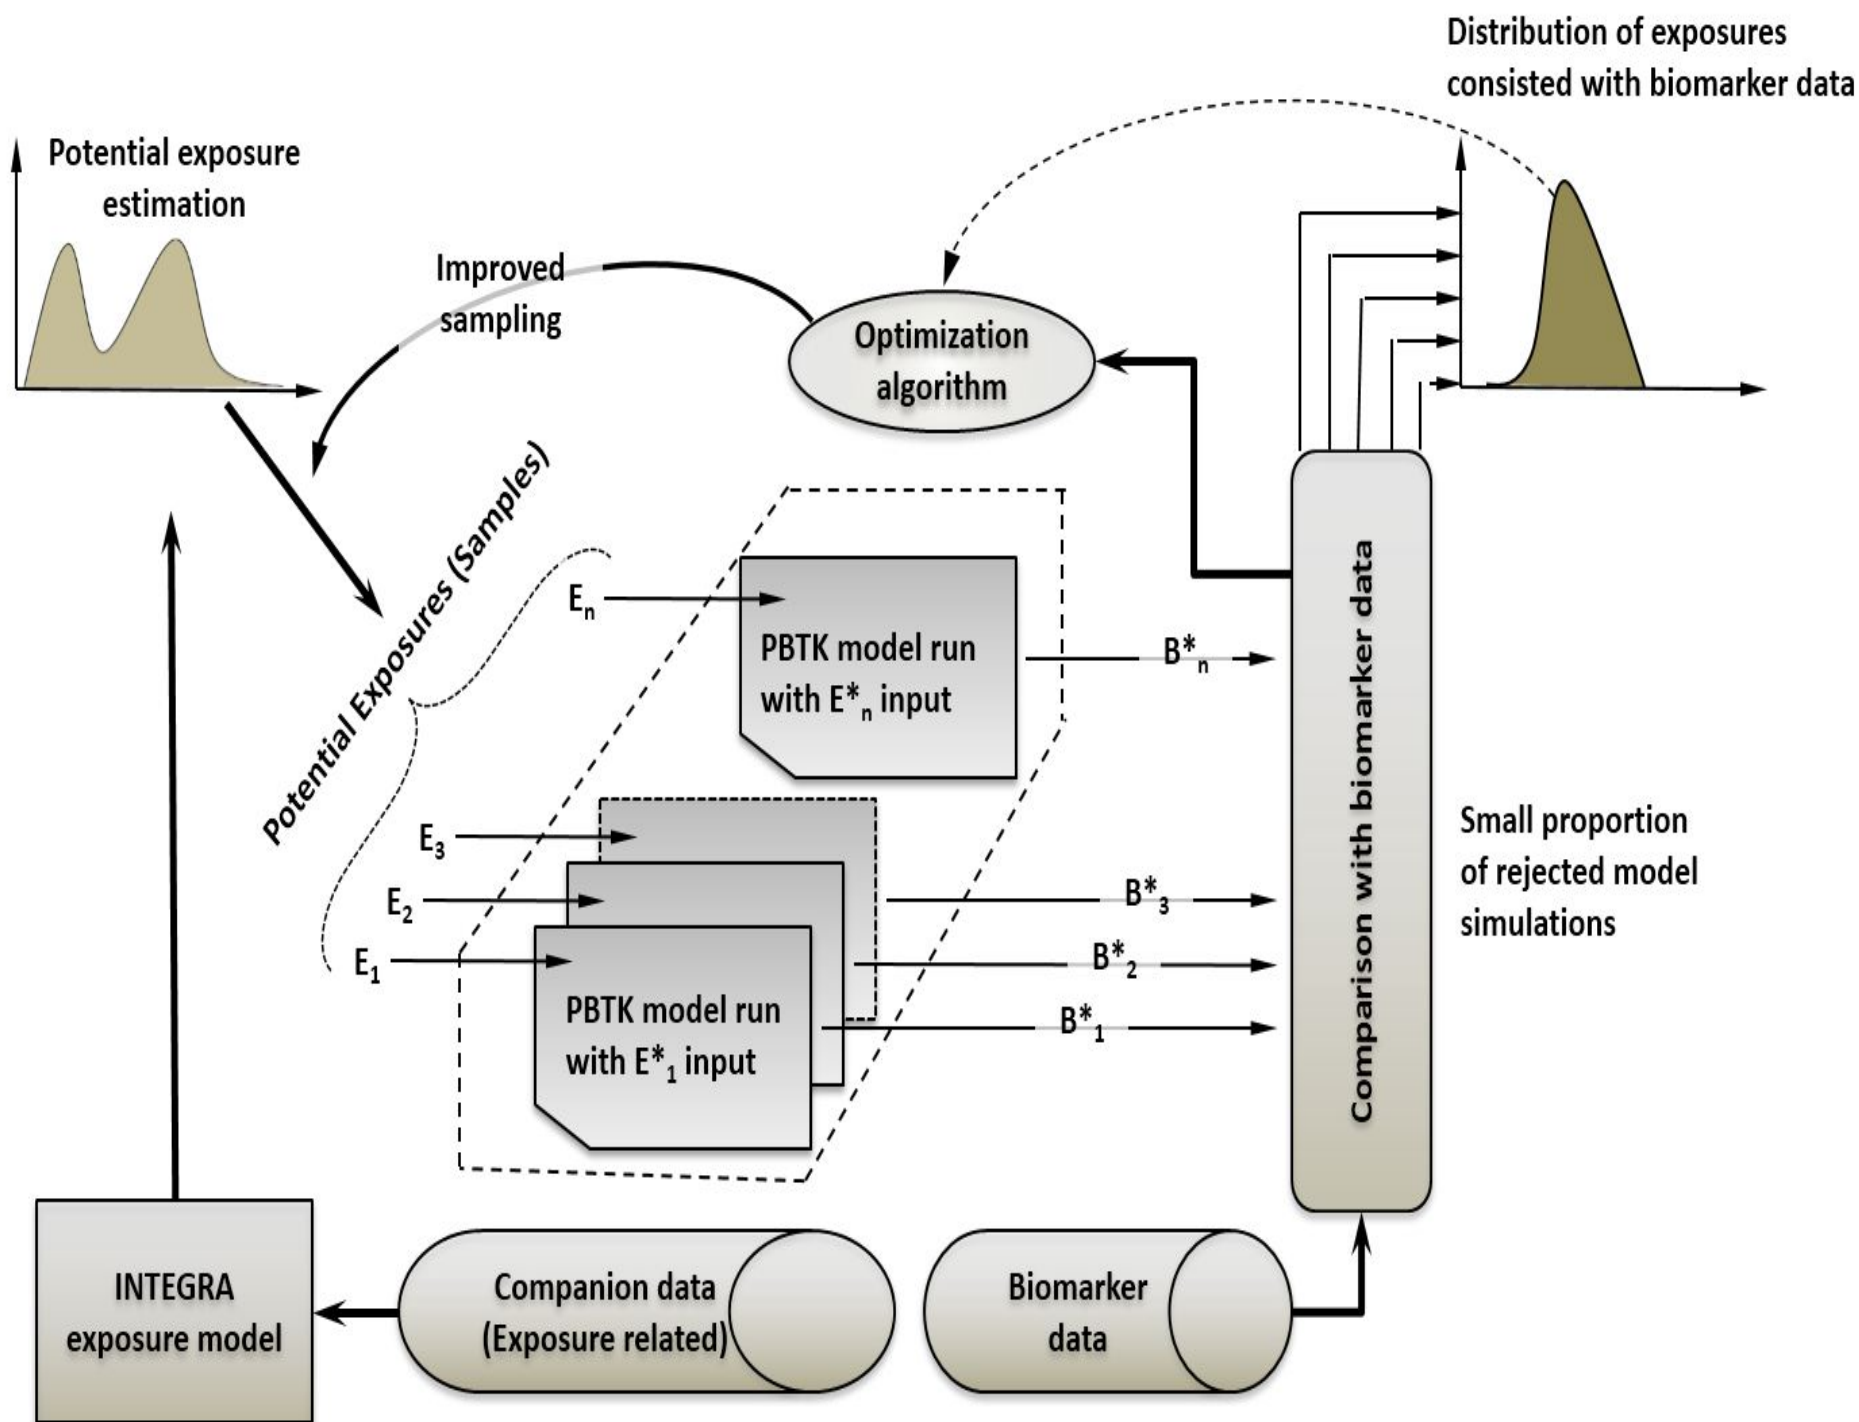 Distribution of exposures
consisted with biomarker data
Potential exposure
estimation
Improved
sampling
Optimization
algorithm
Potential Exposures (Samples)
Eₙ
PBTK model run
with E*ₙ input
B*ₙ
Comparison with biomarker data
Small proportion
of rejected model
simulations
E₃
B*₃
E₂
B*₂
E₁
B*₁
PBTK model run
with E*₁ input
INTEGRA
exposure model
Companion data
(Exposure related)
Biomarker
data